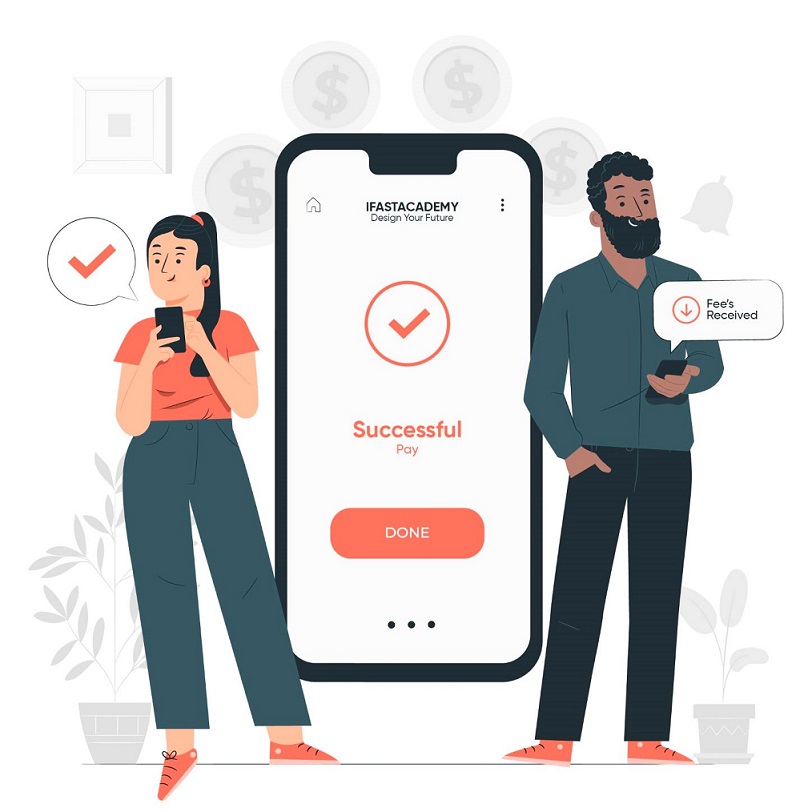 IFASTACADEMY
Design Your Future
Fee's
Received
Successful
Pay
DONE